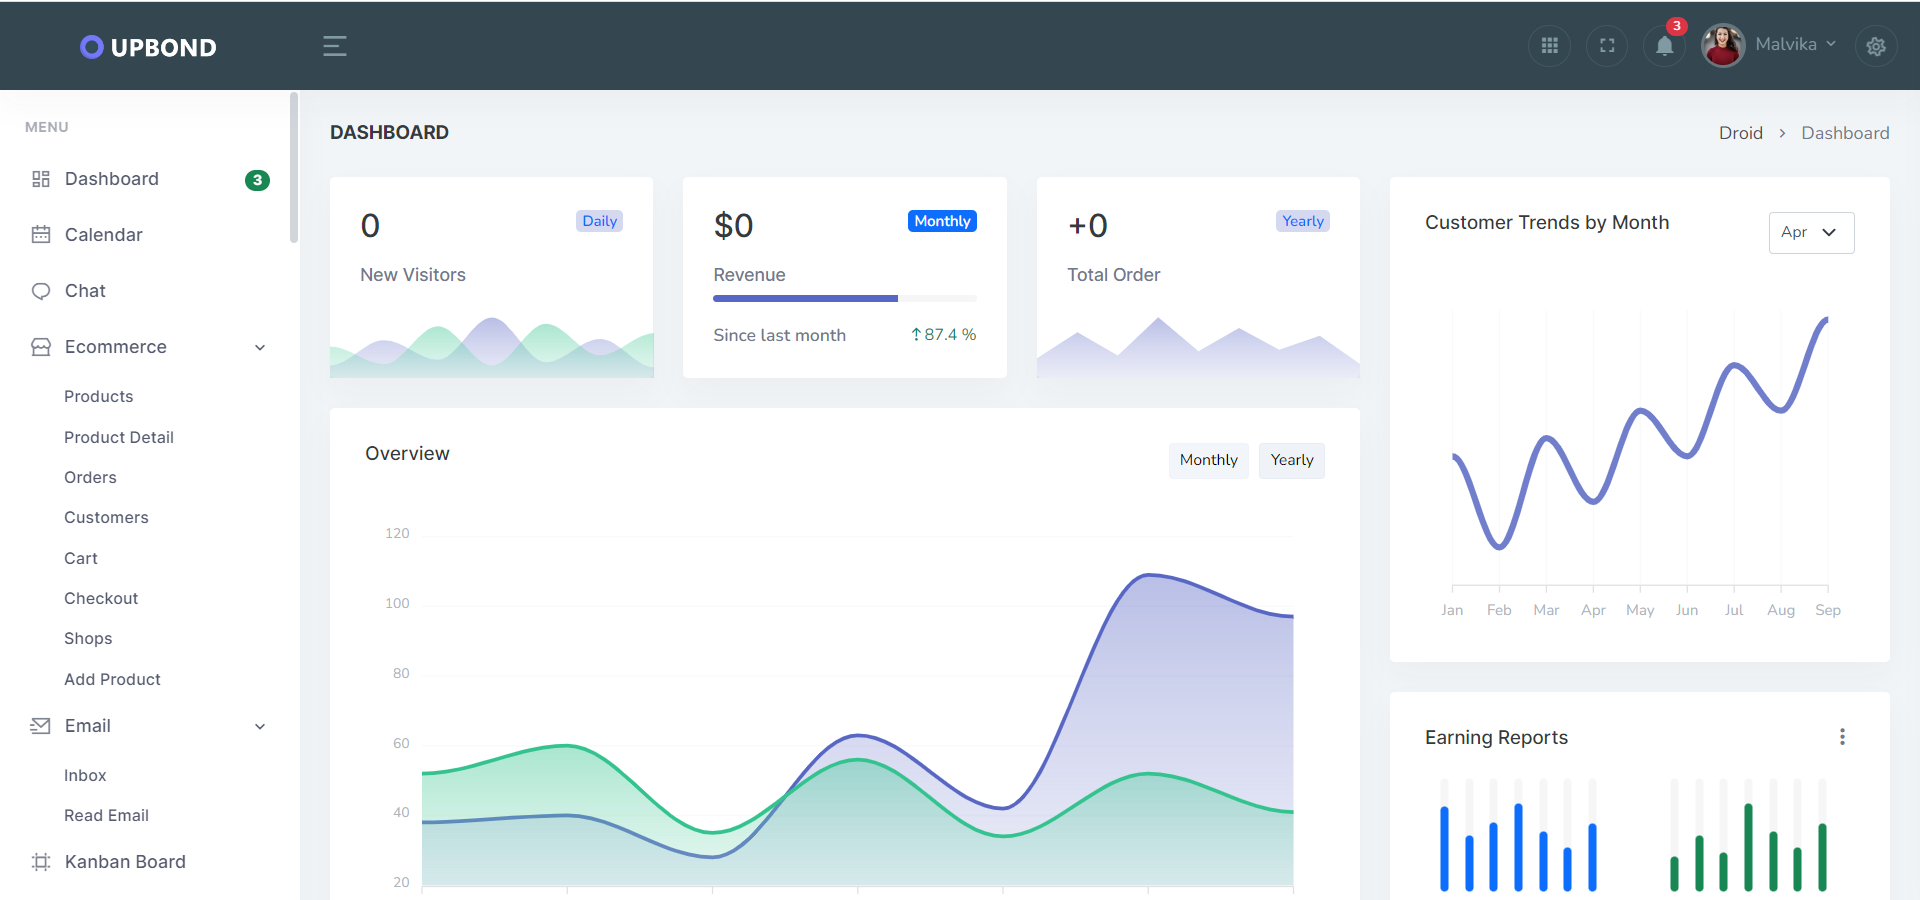 UPBOND
3
Malvika
MENU
Dashboard 3
Calendar
Chat
Ecommerce
Products
Product Detail
Orders
Customers
Cart
Checkout
Shops
Add Product
Email
Inbox
Read Email
Kanban Board
DASHBOARD
Droid > Dashboard
0 Daily
New Visitors
$0 Monthly
Revenue
Since last month ↑87.4 %
+0 Yearly
Total Order
Customer Trends by Month
Apr
Jan Feb Mar Apr May Jun Jul Aug Sep
Overview
Monthly Yearly
120
100
80
60
40
20
Earning Reports